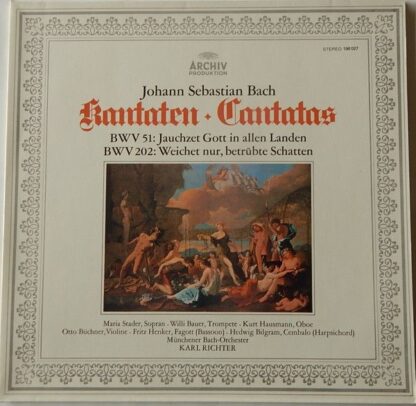 STEREO 198 027
ARCHIV
PRODUKTION
Johann Sebastian Bach
Kantaten · Cantatas
BWV 51: Jauchzet Gott in allen Landen
BWV 202: Weichet nur, betrübte Schatten
Maria Stader, Sopran · Willi Bauer, Trompete · Kurt Hausmann, Oboe
Otto Büchner, Violine · Fritz Henker, Fagott (Bassoon) · Hedwig Bilgram, Cembalo (Harpsichord)
Münchener Bach-Orchester
KARL RICHTER